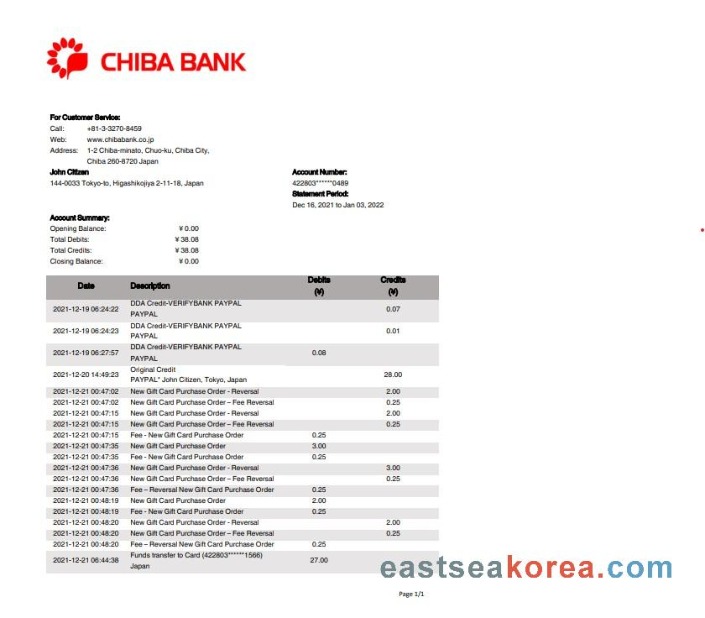 CHIBA BANK
For Customer Service:
Call: +81-3-3270-8459
Web: www.chibabank.co.jp
Address: 1-2 Chiba-minato, Chuo-ku, Chiba City,
Chiba 260-8720 Japan
John Citizen
144-0033 Tokyo-to, Higashikojiya 2-11-18, Japan
Account Number:
422803******0489
Statement Period:
Dec 16, 2021 to Jan 03, 2022
Account Summary:
Opening Balance: ¥ 0.00
Total Debits: ¥ 38.08
Total Credits: ¥ 38.08
Closing Balance: ¥ 0.00
Date Description Debits (¥) Credits (¥)
2021-12-19 06:24:22 DDA Credit-VERIFYBANK PAYPAL 0.07
PAYPAL
2021-12-19 06:24:23 DDA Credit-VERIFYBANK PAYPAL 0.01
PAYPAL
2021-12-19 06:27:57 DDA Credit-VERIFYBANK PAYPAL 0.08
PAYPAL
2021-12-20 14:49:23 Original Credit 28.00
PAYPAL* John Citizen, Tokyo, Japan
2021-12-21 00:47:02 New Gift Card Purchase Order - Reversal 2.00
2021-12-21 00:47:02 New Gift Card Purchase Order – Fee Reversal 0.25
2021-12-21 00:47:15 New Gift Card Purchase Order - Reversal 2.00
2021-12-21 00:47:15 New Gift Card Purchase Order – Fee Reversal 0.25
2021-12-21 00:47:15 Fee - New Gift Card Purchase Order 0.25
2021-12-21 00:47:35 New Gift Card Purchase Order 3.00
2021-12-21 00:47:35 Fee - New Gift Card Purchase Order 0.25
2021-12-21 00:47:36 New Gift Card Purchase Order - Reversal 3.00
2021-12-21 00:47:36 New Gift Card Purchase Order – Fee Reversal 0.25
2021-12-21 00:47:36 Fee – Reversal New Gift Card Purchase Order 0.25
2021-12-21 00:48:19 New Gift Card Purchase Order 2.00
2021-12-21 00:48:19 Fee - New Gift Card Purchase Order 0.25
2021-12-21 00:48:20 New Gift Card Purchase Order - Reversal 2.00
2021-12-21 00:48:20 New Gift Card Purchase Order – Fee Reversal 0.25
2021-12-21 00:48:20 Fee – Reversal New Gift Card Purchase Order 0.25
2021-12-21 06:44:38 Funds transfer to Card (422803******1566) 27.00
Japan
eastseakorea.com
Page 1/1